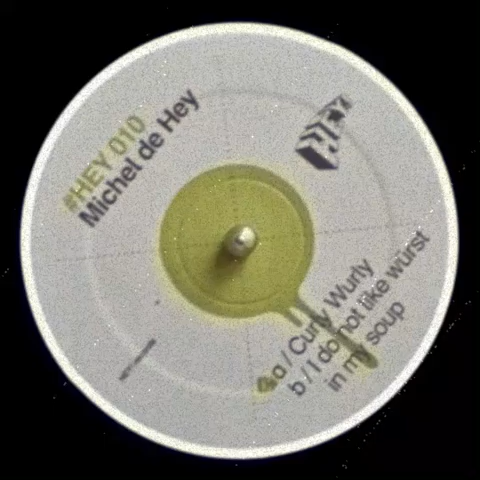 #HEY 010
Michel de Hey
a / Curly Wurly
b / I do not like wurst
in my soup